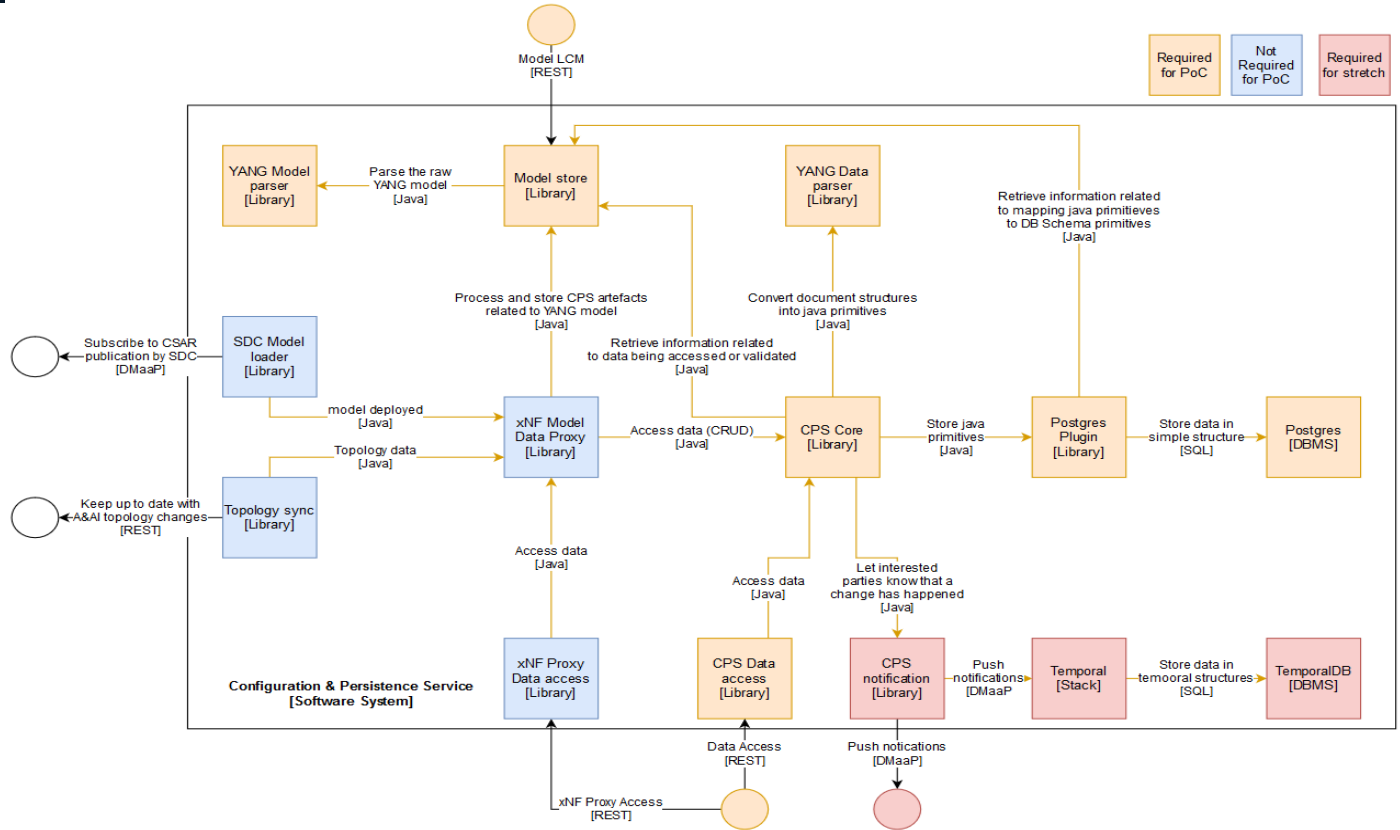 Model LCM
[REST]
Required
for PoC
Not
Required
for PoC
Required
for stretch
YANG Model
parser
[Library]
Parse the raw
YANG model
[Java]
Model store
[Library]
YANG Data
parser
[Library]
Retrieve information related
to mapping java primitieves
to DB Schema primitives
[Java]
Process and store CPS artefacts
related to YANG model
[Java]
Convert document structures
into java primitives
[Java]
Subscribe to CSAR
publication by SDC
[DMaaP]
SDC Model
loader
[Library]
Retrieve information related
to data being accessed or validated
[Java]
model deployed
[Java]
xNF Model
Data Proxy
[Library]
Access data (CRUD)
[Java]
CPS Core
[Library]
Store java
primitives
[Java]
Postgres
Plugin
[Library]
Store data in
simple structure
[SQL]
Postgres
[DBMS]
Topology data
[Java]
Keep up to date with
A&AI topology changes
[REST]
Topology sync
[Library]
Access data
[Java]
Access data
[Java]
Let interested
parties know that a
change has happened
[Java]
Configuration & Persistence Service
[Software System]
xNF Proxy
Data access
[Library]
CPS Data
access
[Library]
CPS
notification
[Library]
Push
notifications
[DMaaP
Temporal
[Stack]
Store data in
temooral structures
[SQL]
TemporalDB
[DBMS]
Data Access
[REST]
Push notications
[DMaaP]
xNF Proxy Access
[REST]